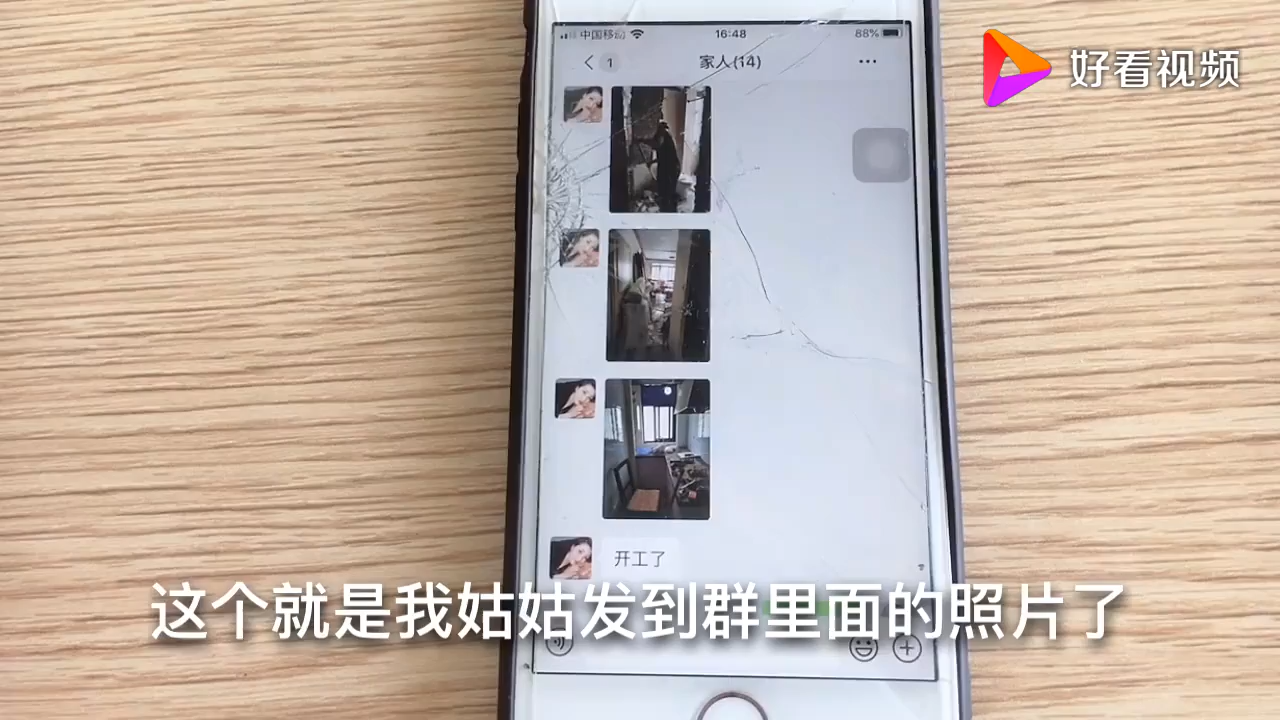 中国移动
16:48
88%
好看视频
1
家人(14)
开工了
这个就是我姑姑发到群里面的照片了